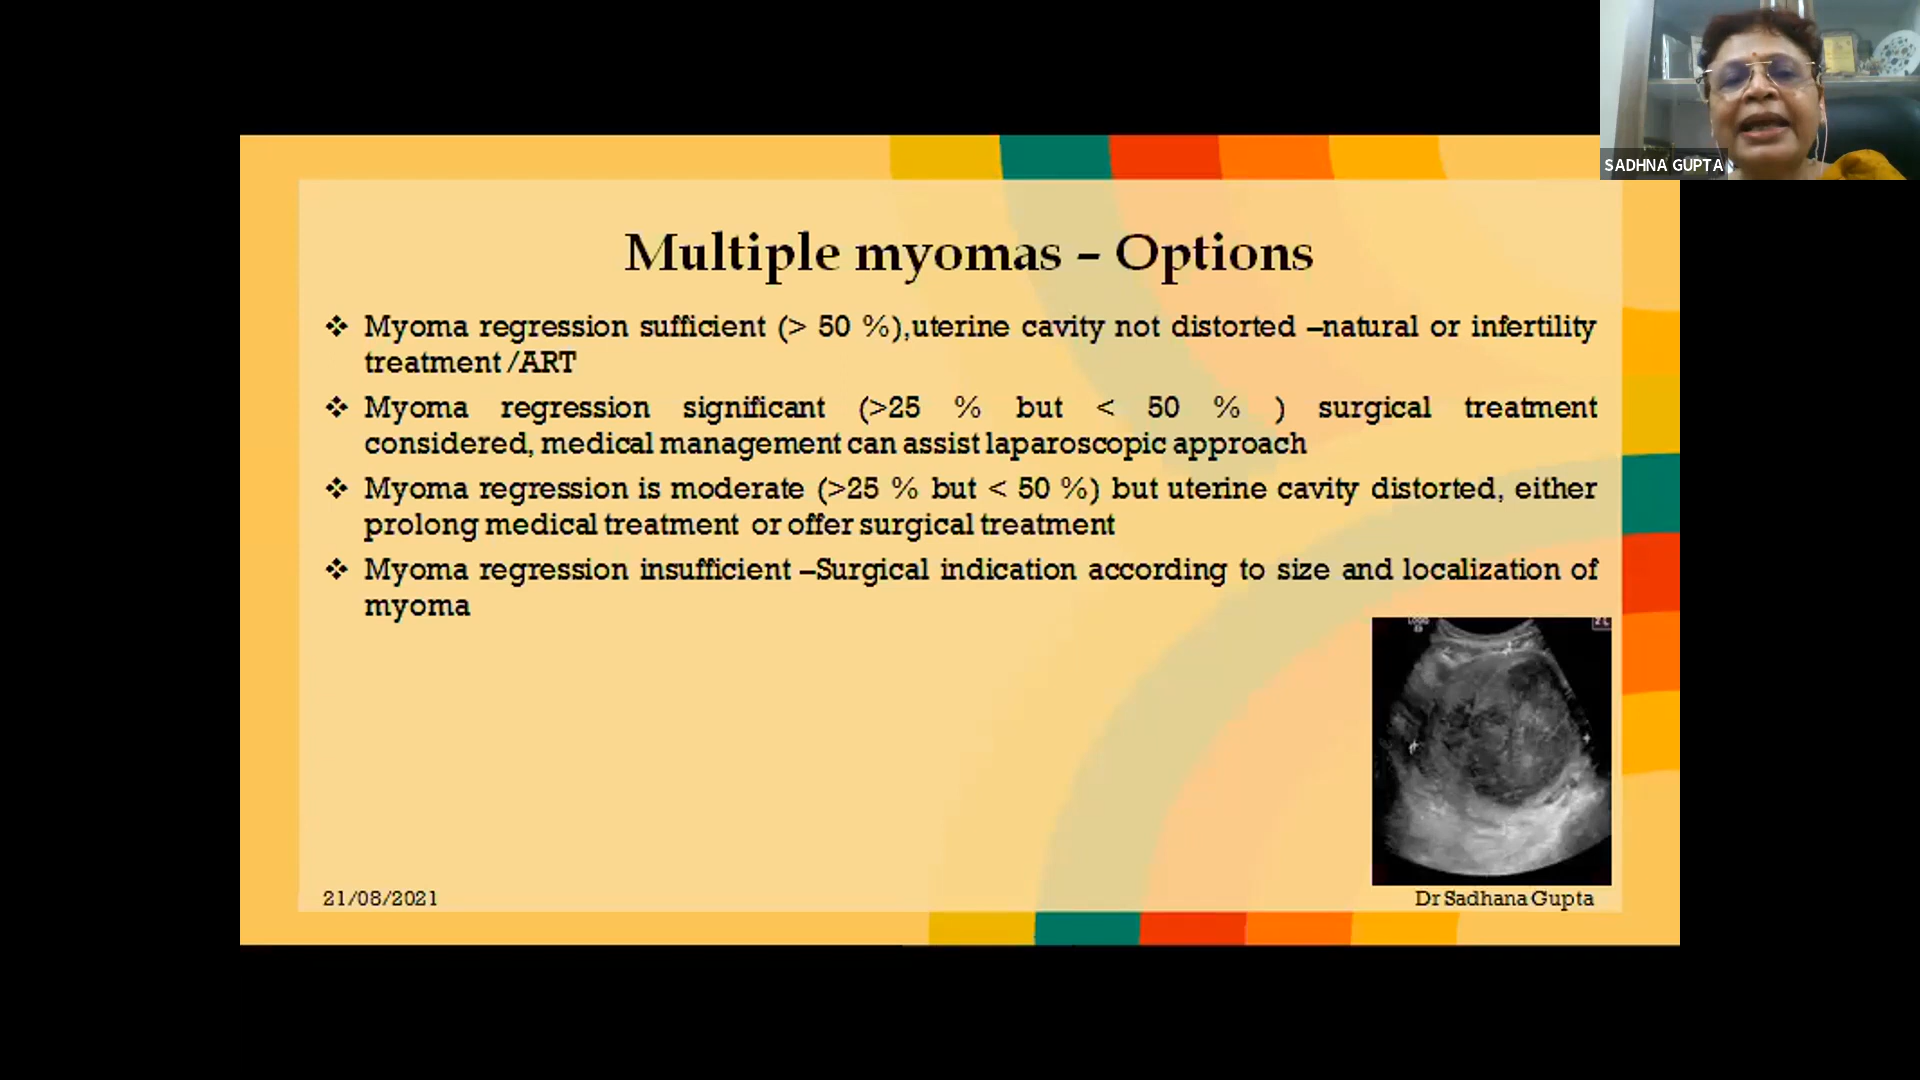 SADHNA GUPTA
Multiple myomas – Options
❖ Myoma regression sufficient (> 50 %),uterine cavity not distorted –natural or infertility
treatment /ART
❖ Myoma regression significant (>25 % but < 50 % ) surgical treatment
considered, medical management can assist laparoscopic approach
❖ Myoma regression is moderate (>25 % but < 50 %) but uterine cavity distorted, either
prolong medical treatment or offer surgical treatment
❖ Myoma regression insufficient –Surgical indication according to size and localization of
myoma
21/08/2021
Dr Sadhana Gupta